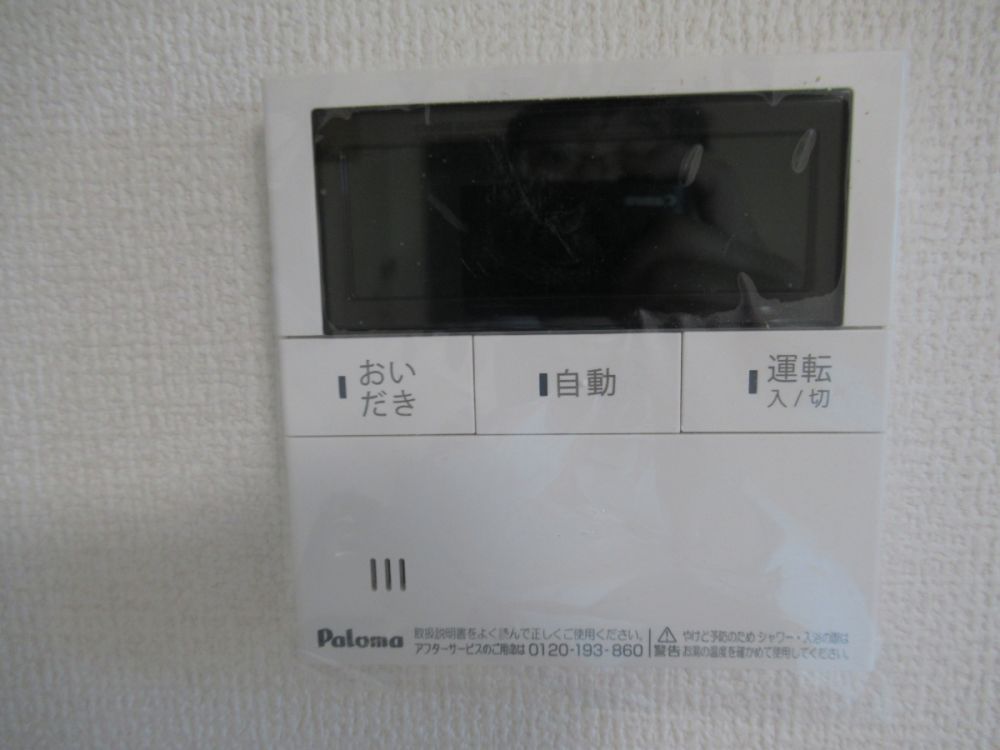 おい
だき
自動
運転
入/切
Paloma
取扱説明書をよく読んで正しくご使用ください。
アフターサービスのご用命は 0120-193-860
⚠ やけど予防のため シャワー・入浴の際は
警告 お湯の温度を確かめて使用してください。